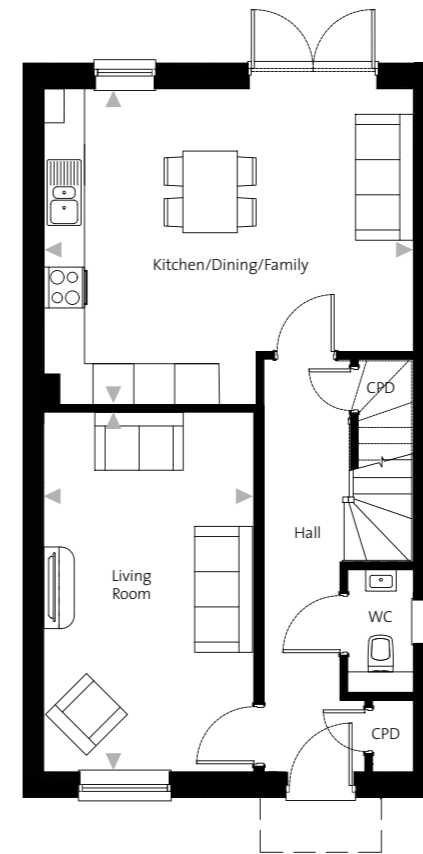 Kitchen/Dining/Family
CPD
Hall
Living
Room
WC
CPD